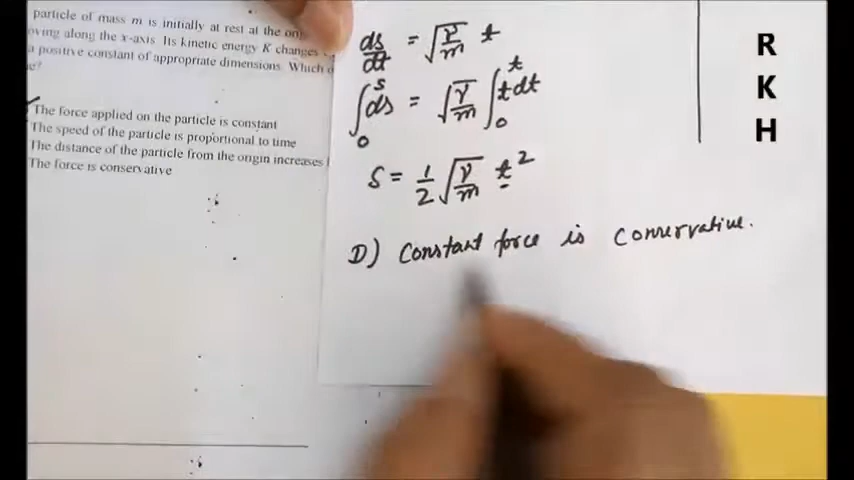 particle of mass m is initially at rest at the
oving along the x-axis. Its kinetic energy K changes
a positive constant of appropriate dimensions. Which
e?
The force applied on the particle is constant
The speed of the particle is proportional to time
The distance of the particle from the origin increases
The force is conservative
ds/dt = √(γ/m) t
∫₀ˢ ds = √(γ/m) ∫₀ᵗ t dt
S = 1/2 √(γ/m) t²
D) Constant force is conservative.
R
K
H